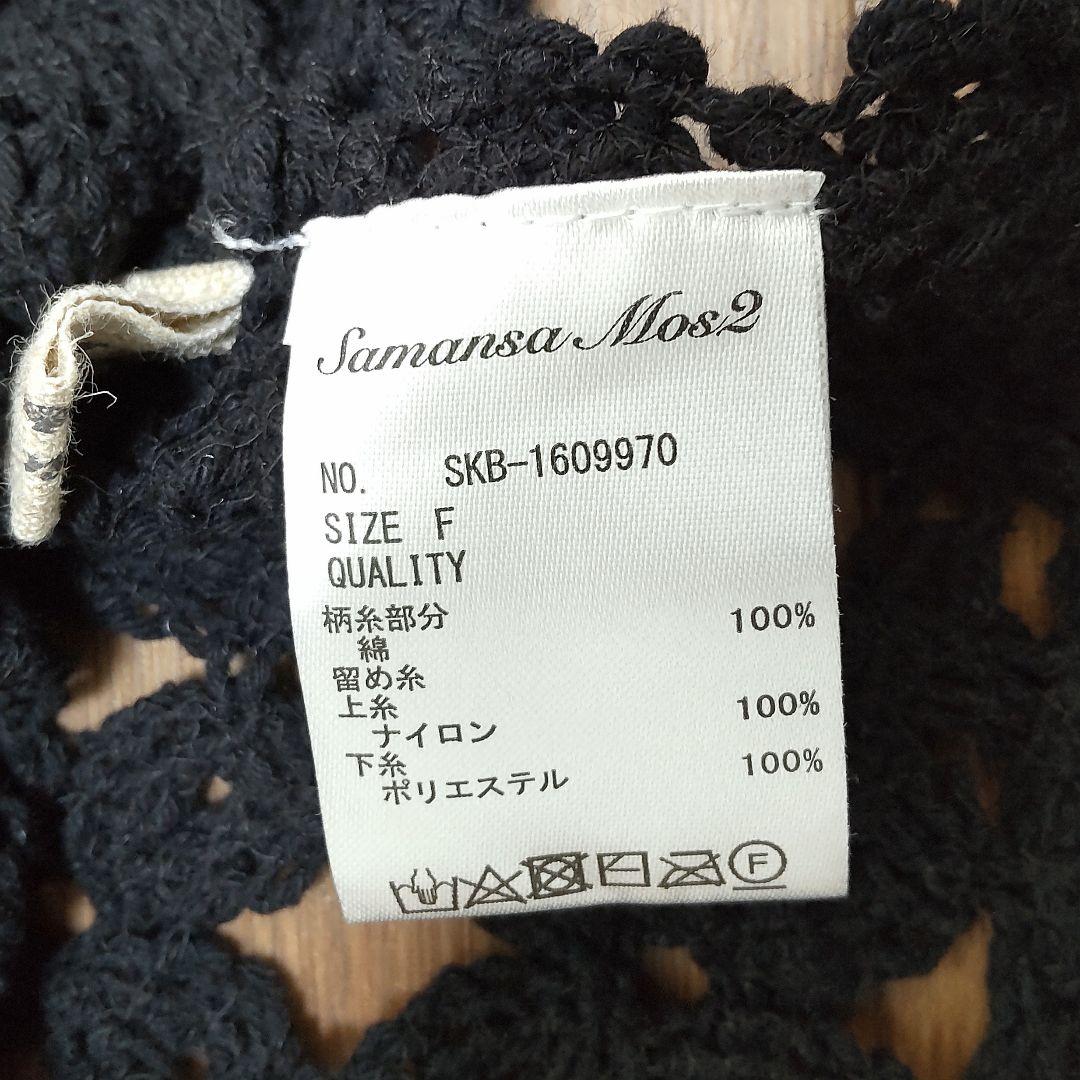 Samansa Mos2
NO. SKB-1609970
SIZE F
QUALITY
柄糸部分 100%
綿
留め糸
上糸 100%
ナイロン
下糸 100%
ポリエステル
F